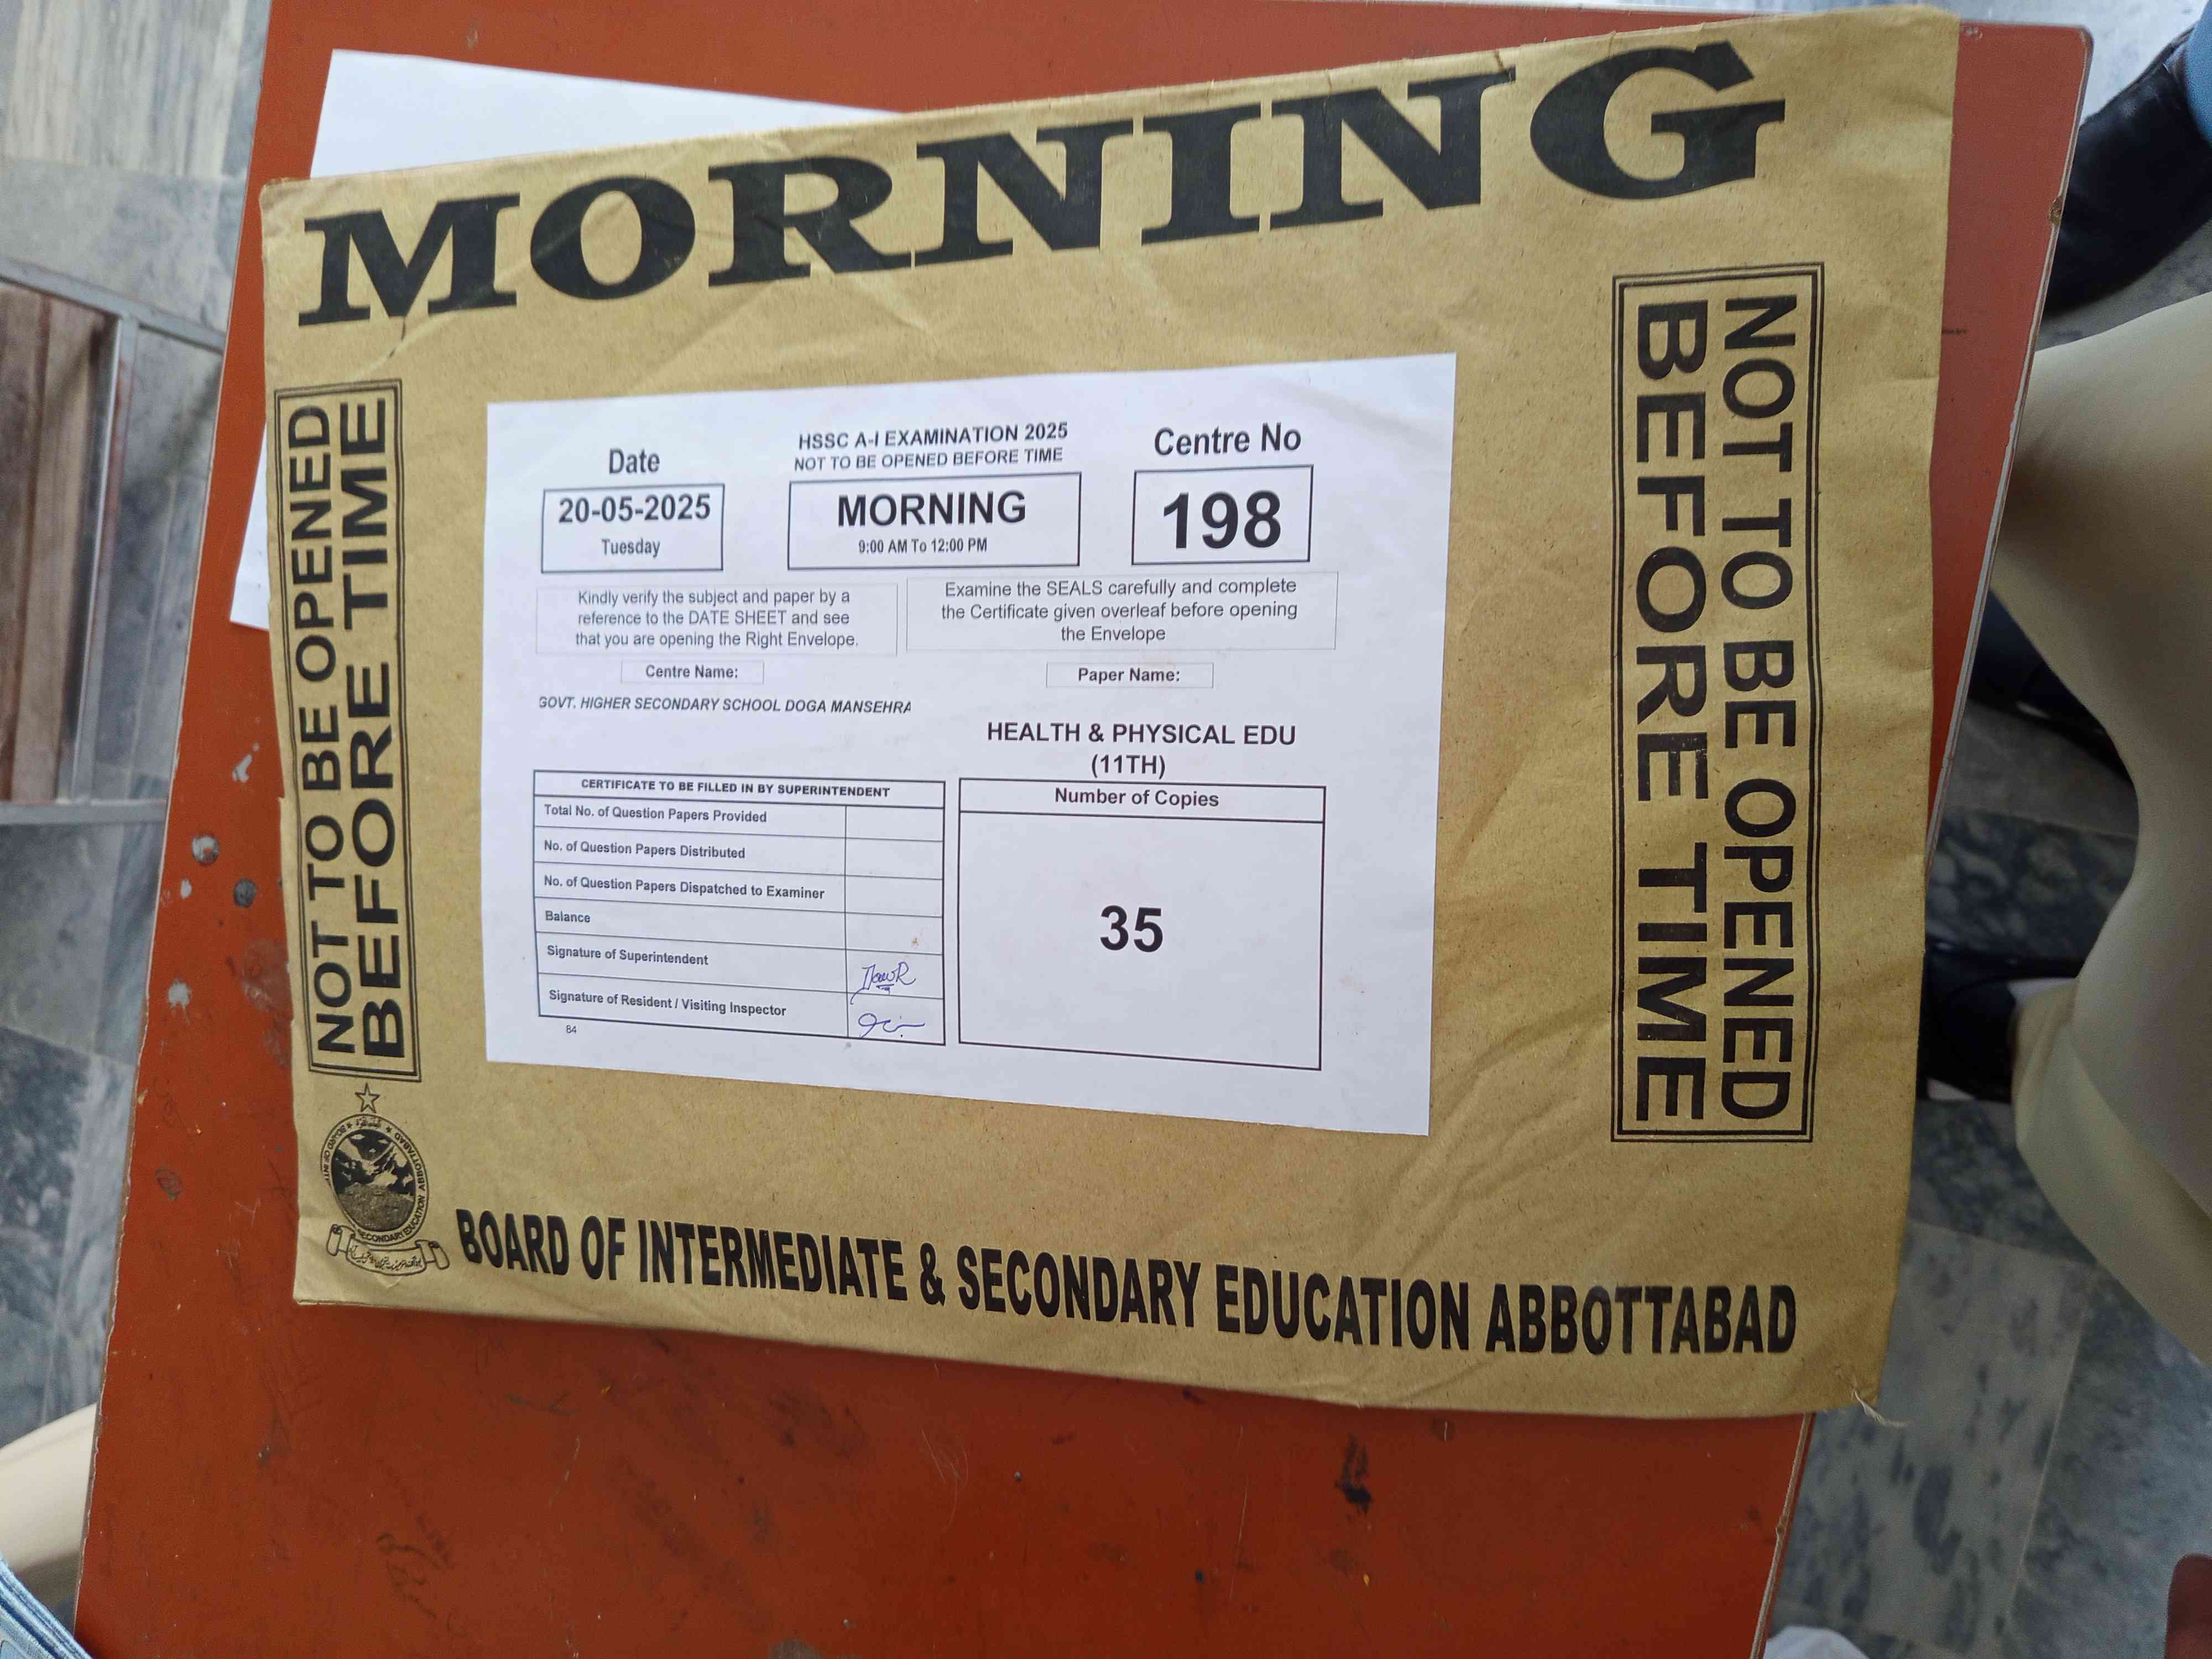 MORNING
NOT TO BE OPENED
BEFORE TIME
Date
20-05-2025
Tuesday
HSSC A-I EXAMINATION 2025
NOT TO BE OPENED BEFORE TIME
MORNING
9:00 AM To 12:00 PM
Centre No
198
Kindly verify the subject and paper by a
reference to the DATE SHEET and see
that you are opening the Right Envelope.
Examine the SEALS carefully and complete
the Certificate given overleaf before opening
the Envelope
Centre Name:
GOVT. HIGHER SECONDARY SCHOOL DOGA MANSEHRA
Paper Name:
HEALTH & PHYSICAL EDU
(11TH)
CERTIFICATE TO BE FILLED IN BY SUPERINTENDENT
Total No. of Question Papers Provided
No. of Question Papers Distributed
No. of Question Papers Dispatched to Examiner
Balance
Signature of Superintendent
Signature of Resident / Visiting Inspector
84
Number of Copies
35
NOT TO BE OPENED
BEFORE TIME
BOARD OF INTERMEDIATE & SECONDARY EDUCATION ABBOTTABAD